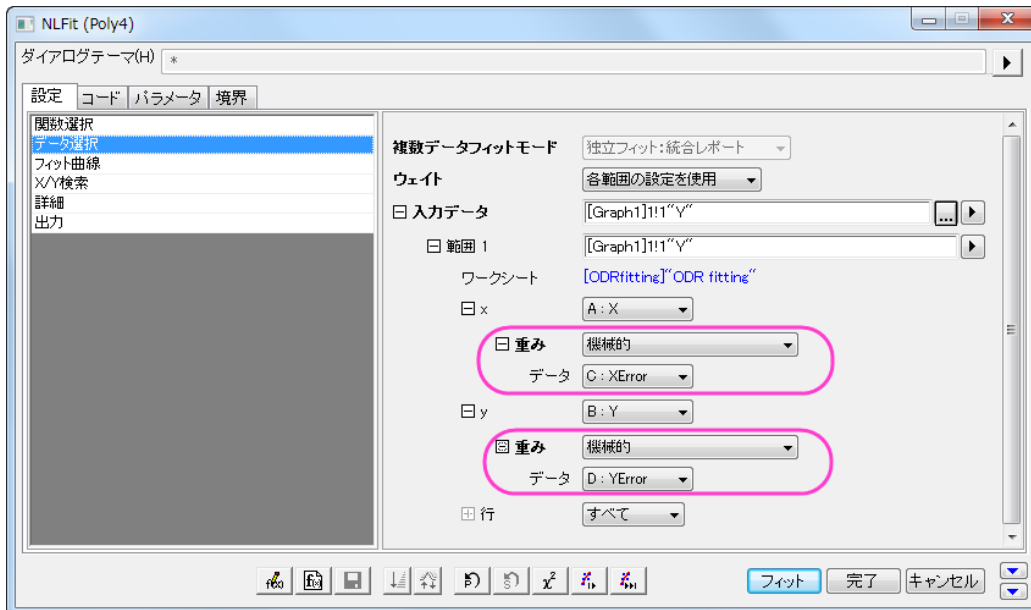 NLFit (Poly4)
ダイアログテーマ(H) *
設定 コード パラメータ 境界
関数選択
データ選択
フィット曲線
X/Y検索
詳細
出力
複数データフィットモード 独立フィット:統合レポート
ウェイト 各範囲の設定を使用
入力データ [Graph1]1!1"Y" ...
範囲 1 [Graph1]1!1"Y"
ワークシート [ODRfitting]"ODR fitting"
x A : X
重み 機械的
データ C : XError
y B : Y
重み 機械的
データ D : YError
行 すべて
χ² フィット 完了 キャンセル